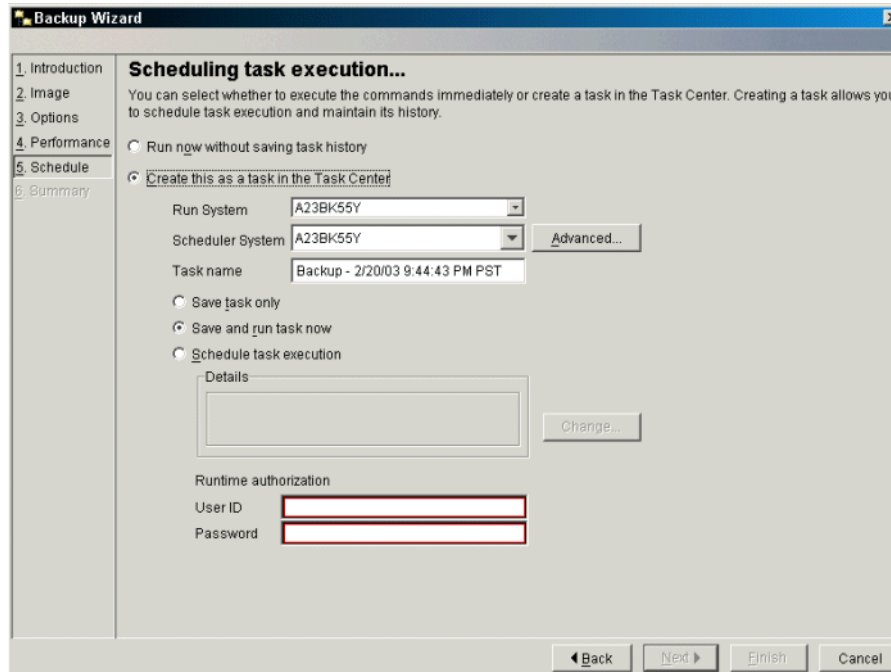 Backup Wizard
1. Introduction
2. Image
3. Options
4. Performance
5. Schedule
6. Summary
Scheduling task execution...
You can select whether to execute the commands immediately or create a task in the Task Center. Creating a task allows you
to schedule task execution and maintain its history.
Run now without saving task history
Create this as a task in the Task Center
Run System A23BK55Y
Scheduler System A23BK55Y Advanced...
Task name Backup - 2/20/03 9:44:43 PM PST
Save task only
Save and run task now
Schedule task execution
Details
Change...
Runtime authorization
User ID
Password
Back Next Finish Cancel